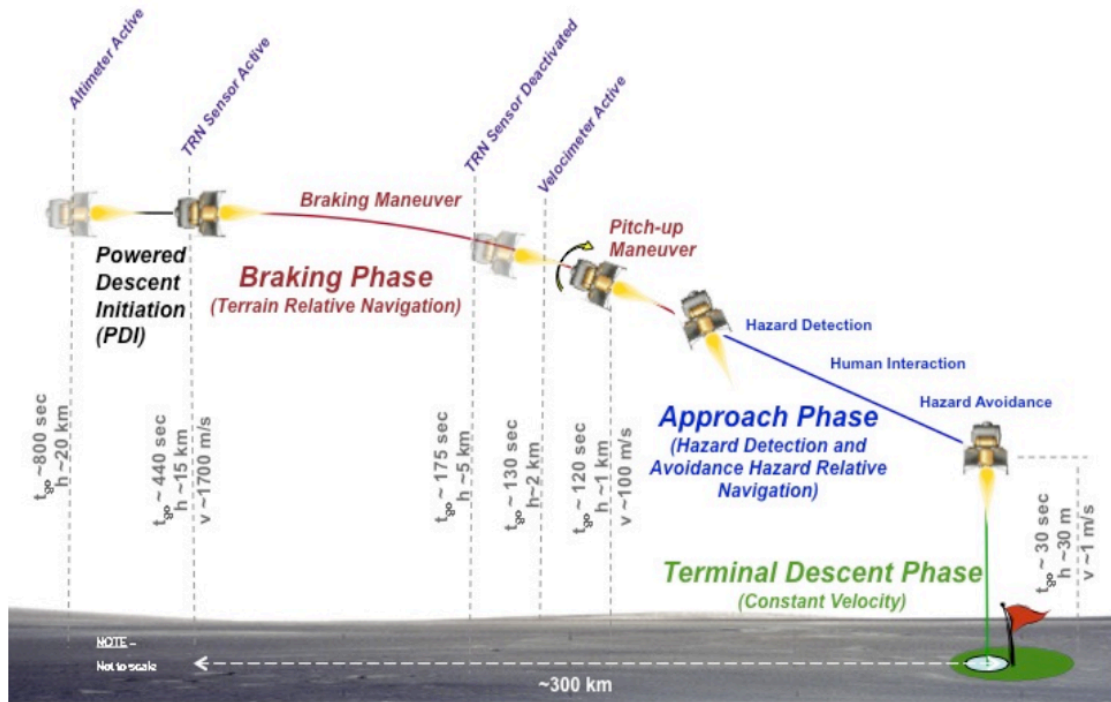 Altimeter Active
TRN Sensor Active
TRN Sensor Deactivated
Velocimeter Active
Braking Maneuver
Pitch-up
Maneuver
Powered
Descent
Initiation
(PDI)
Braking Phase
(Terrain Relative Navigation)
Hazard Detection
Human Interaction
Hazard Avoidance
Approach Phase
(Hazard Detection and
Avoidance Hazard Relative
Navigation)
tgo ~800 sec
h ~20 km
tgo ~ 440 sec
h ~15 km
v ~1700 m/s
tgo ~ 175 sec
h ~5 km
tgo ~ 130 sec
h~2 km
tgo ~ 120 sec
h ~1 km
v ~100 m/s
tgo ~ 30 sec
h ~30 m
v ~1 m/s
Terminal Descent Phase
(Constant Velocity)
NOTE –
Not to scale
~300 km